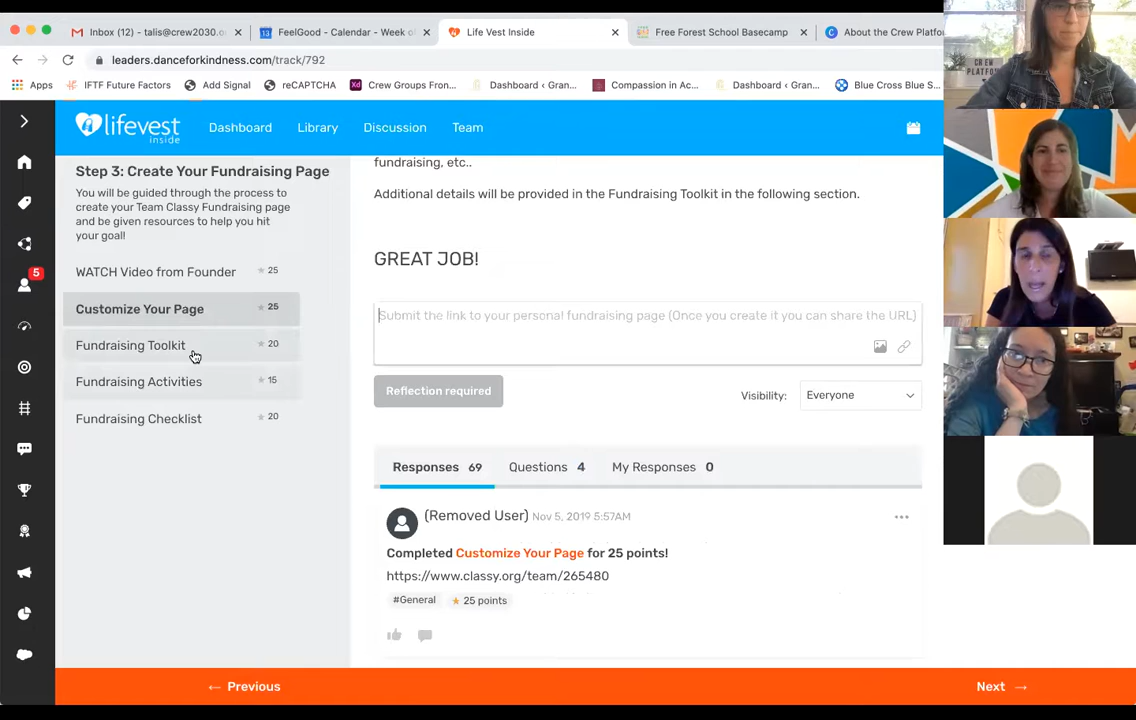 Inbox (12) - talis@crew2030.o
FeelGood - Calendar - Week o
Life Vest Inside
Free Forest School Basecamp
About the Crew Platfo
leaders.danceforkindness.com/track/792
Apps
IFTF Future Factors
Add Signal
reCAPTCHA
Crew Groups Fron...
Dashboard ‹ Gran...
Compassion in Ac...
Dashboard ‹ Gran...
Blue Cross Blue S...
lifevest
inside
Dashboard
Library
Discussion
Team
Step 3: Create Your Fundraising Page
You will be guided through the process to
create your Team Classy Fundraising page
and be given resources to help you hit
your goal!
WATCH Video from Founder
25
Customize Your Page
25
Fundraising Toolkit
20
Fundraising Activities
15
Fundraising Checklist
20
5
fundraising, etc..
Additional details will be provided in the Fundraising Toolkit in the following section.
GREAT JOB!
Submit the link to your personal fundraising page (Once you create it you can share the URL)
Reflection required
Visibility:
Everyone
Responses 69
Questions 4
My Responses 0
(Removed User) Nov 5, 2019 5:57AM
Completed Customize Your Page for 25 points!
https://www.classy.org/team/265480
#General
25 points
← Previous
Next →
CREW
PLATFO